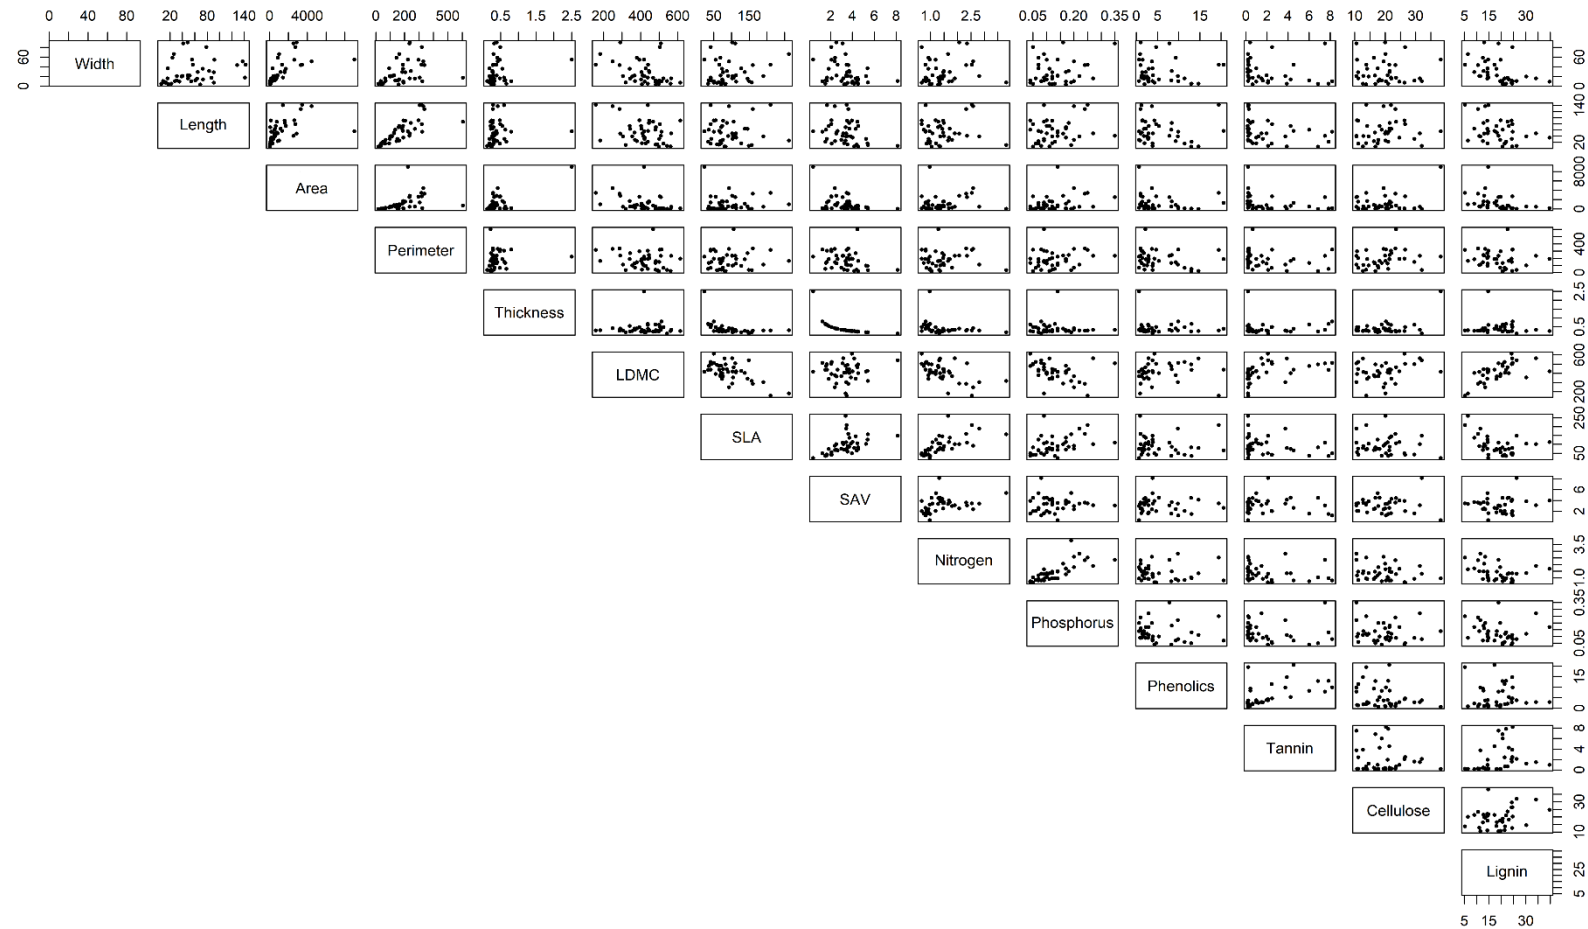 20 80 140 0 4000 0.5 1.5 2.5 50 150 1.0 2.5 0 5 15 10 20 30 5 15 30
0 40 80 0 200 500 200 400 600 2 4 6 8 0.05 0.20 0.35 0 2 4 6 8
0 60 Width 0 60
Length 20 140
Area 0 8000
Perimeter 0 400
Thickness 0.5 2.5
LDMC 200 600
SLA 50 250
SAV 2 6
Nitrogen 1.0 3.5
Phosphorus 0.05 0.35
Phenolics 0 15
Tannin 0 4 8
Cellulose 10 30
Lignin 5 25
5 15 30